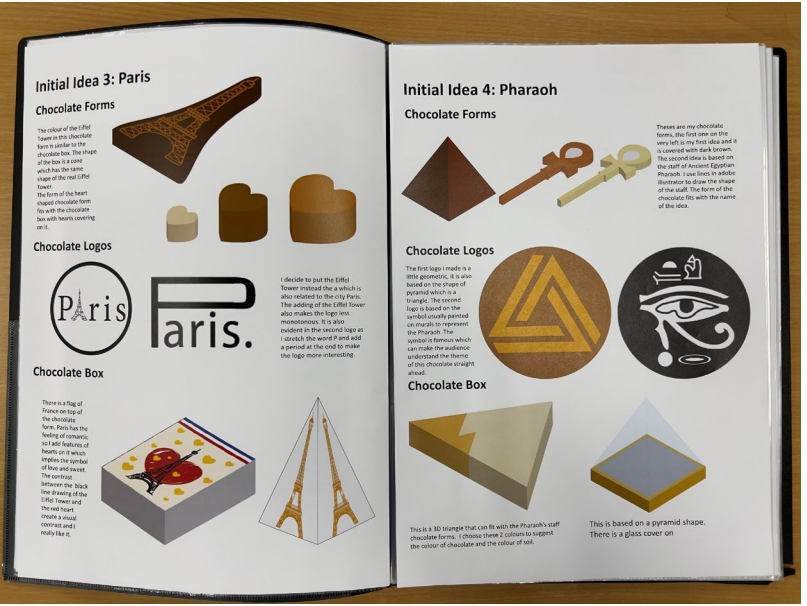 Initial Idea 3: Paris
Chocolate Forms
The colour of the Eiffel
Tower in this chocolate
form is similar to the
chocolate box. The shape
of the box is a cone
which has the same
shape of the real Eiffel
Tower.
The form of the heart
shaped chocolate form
fits with the chocolate
box with hearts covering
on it.
Chocolate Logos
Paris
Paris.
I decide to put the Eiffel
Tower instead the a which is
also related to the city Paris.
The adding of the Eiffel Tower
also makes the logo less
monotonous. It is also
evident in the second logo as
I stretch the word P and add
a period at the end to make
the logo more interesting.
Chocolate Box
There is a flag of
France on top of
the chocolate
form. Paris has the
feeling of romantic
so I add features of
hearts on it which
implies the symbol
of love and sweet.
The contrast
between the black
line drawing of the
Eiffel Tower and
the red heart
create a visual
contrast and I
really like it.
Initial Idea 4: Pharaoh
Chocolate Forms
Theses are my chocolate
forms, the first one on the
very left is my first idea and it
is covered with dark brown.
The second idea is based on
the staff of Ancient Egyptian
Pharaoh. I use lines in adobe
illustrator to draw the shape
of the staff. The form of the
chocolate fits with the name
of the idea.
Chocolate Logos
The first logo I made is a
little geometric, it is also
based on the shape of
pyramid which is a
triangle. The second
logo is based on the
symbol usually painted
on murals to represent
the Pharaoh. The
symbol is famous which
can make the audience
understand the theme
of this chocolate straight
ahead.
Chocolate Box
This is a 3D triangle that can fit with the Pharaoh's staff
chocolate forms. I choose these 2 colours to suggest
the colour of chocolate and the colour of soil.
This is based on a pyramid shape.
There is a glass cover on